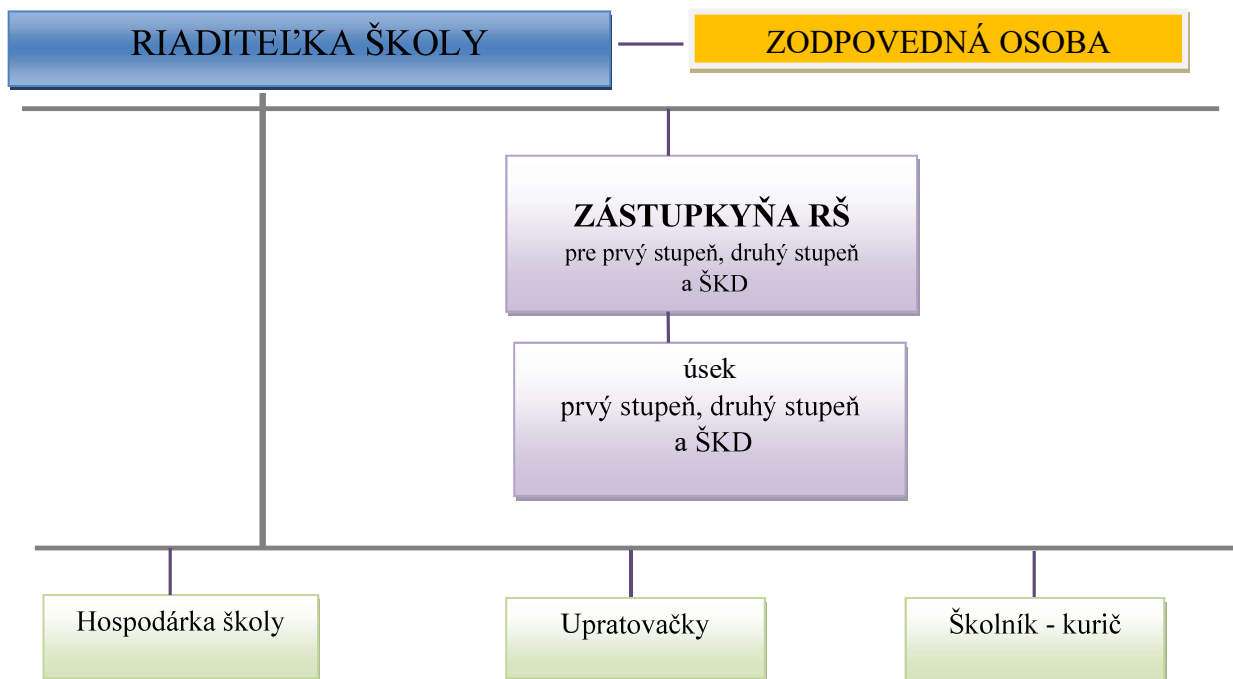 RIADITEĽKA ŠKOLY
ZODPOVEDNÁ OSOBA
ZÁSTUPKYŇA RŠ
pre prvý stupeň, druhý stupeň
a ŠKD
úsek
prvý stupeň, druhý stupeň
a ŠKD
Hospodárka školy
Upratovačky
Školník - kurič